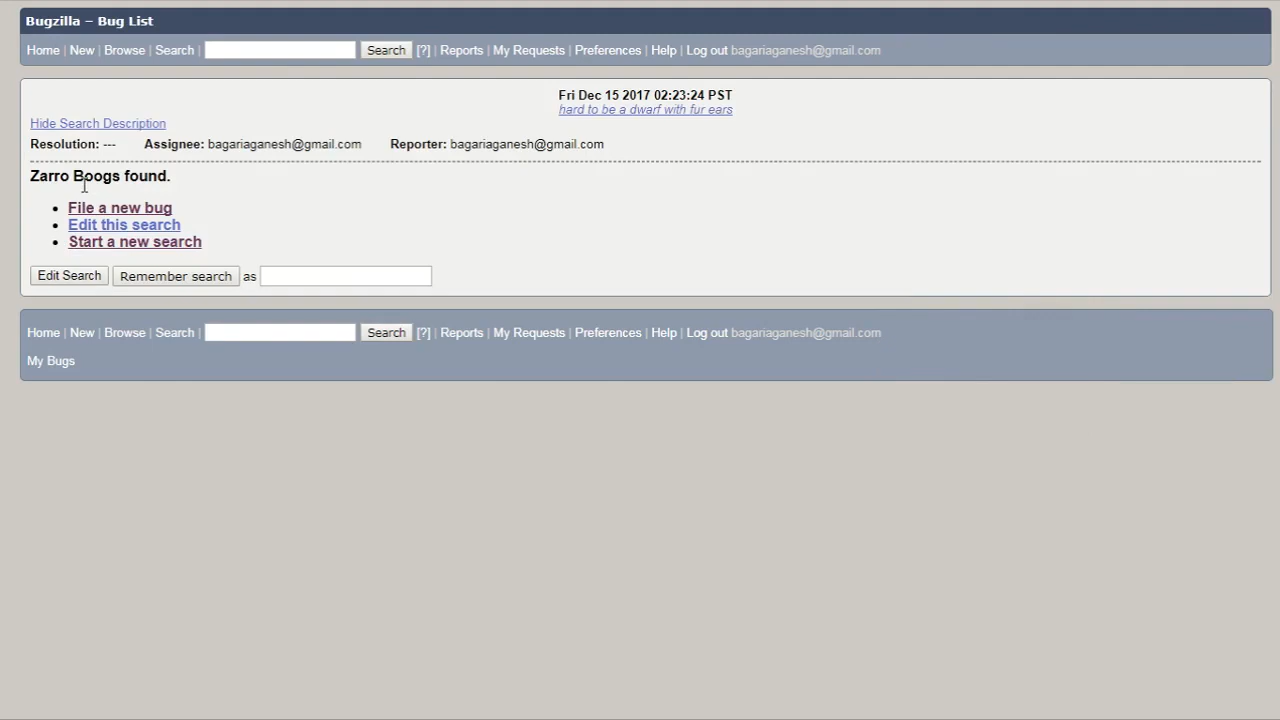 Bugzilla – Bug List
Home | New | Browse | Search | Search [?] | Reports | My Requests | Preferences | Help | Log out bagariaganesh@gmail.com
Fri Dec 15 2017 02:23:24 PST
hard to be a dwarf with fur ears
Hide Search Description
Resolution: --- Assignee: bagariaganesh@gmail.com Reporter: bagariaganesh@gmail.com
Zarro Boogs found.
File a new bug
Edit this search
Start a new search
Edit Search Remember search as
Home | New | Browse | Search | Search [?] | Reports | My Requests | Preferences | Help | Log out bagariaganesh@gmail.com
My Bugs